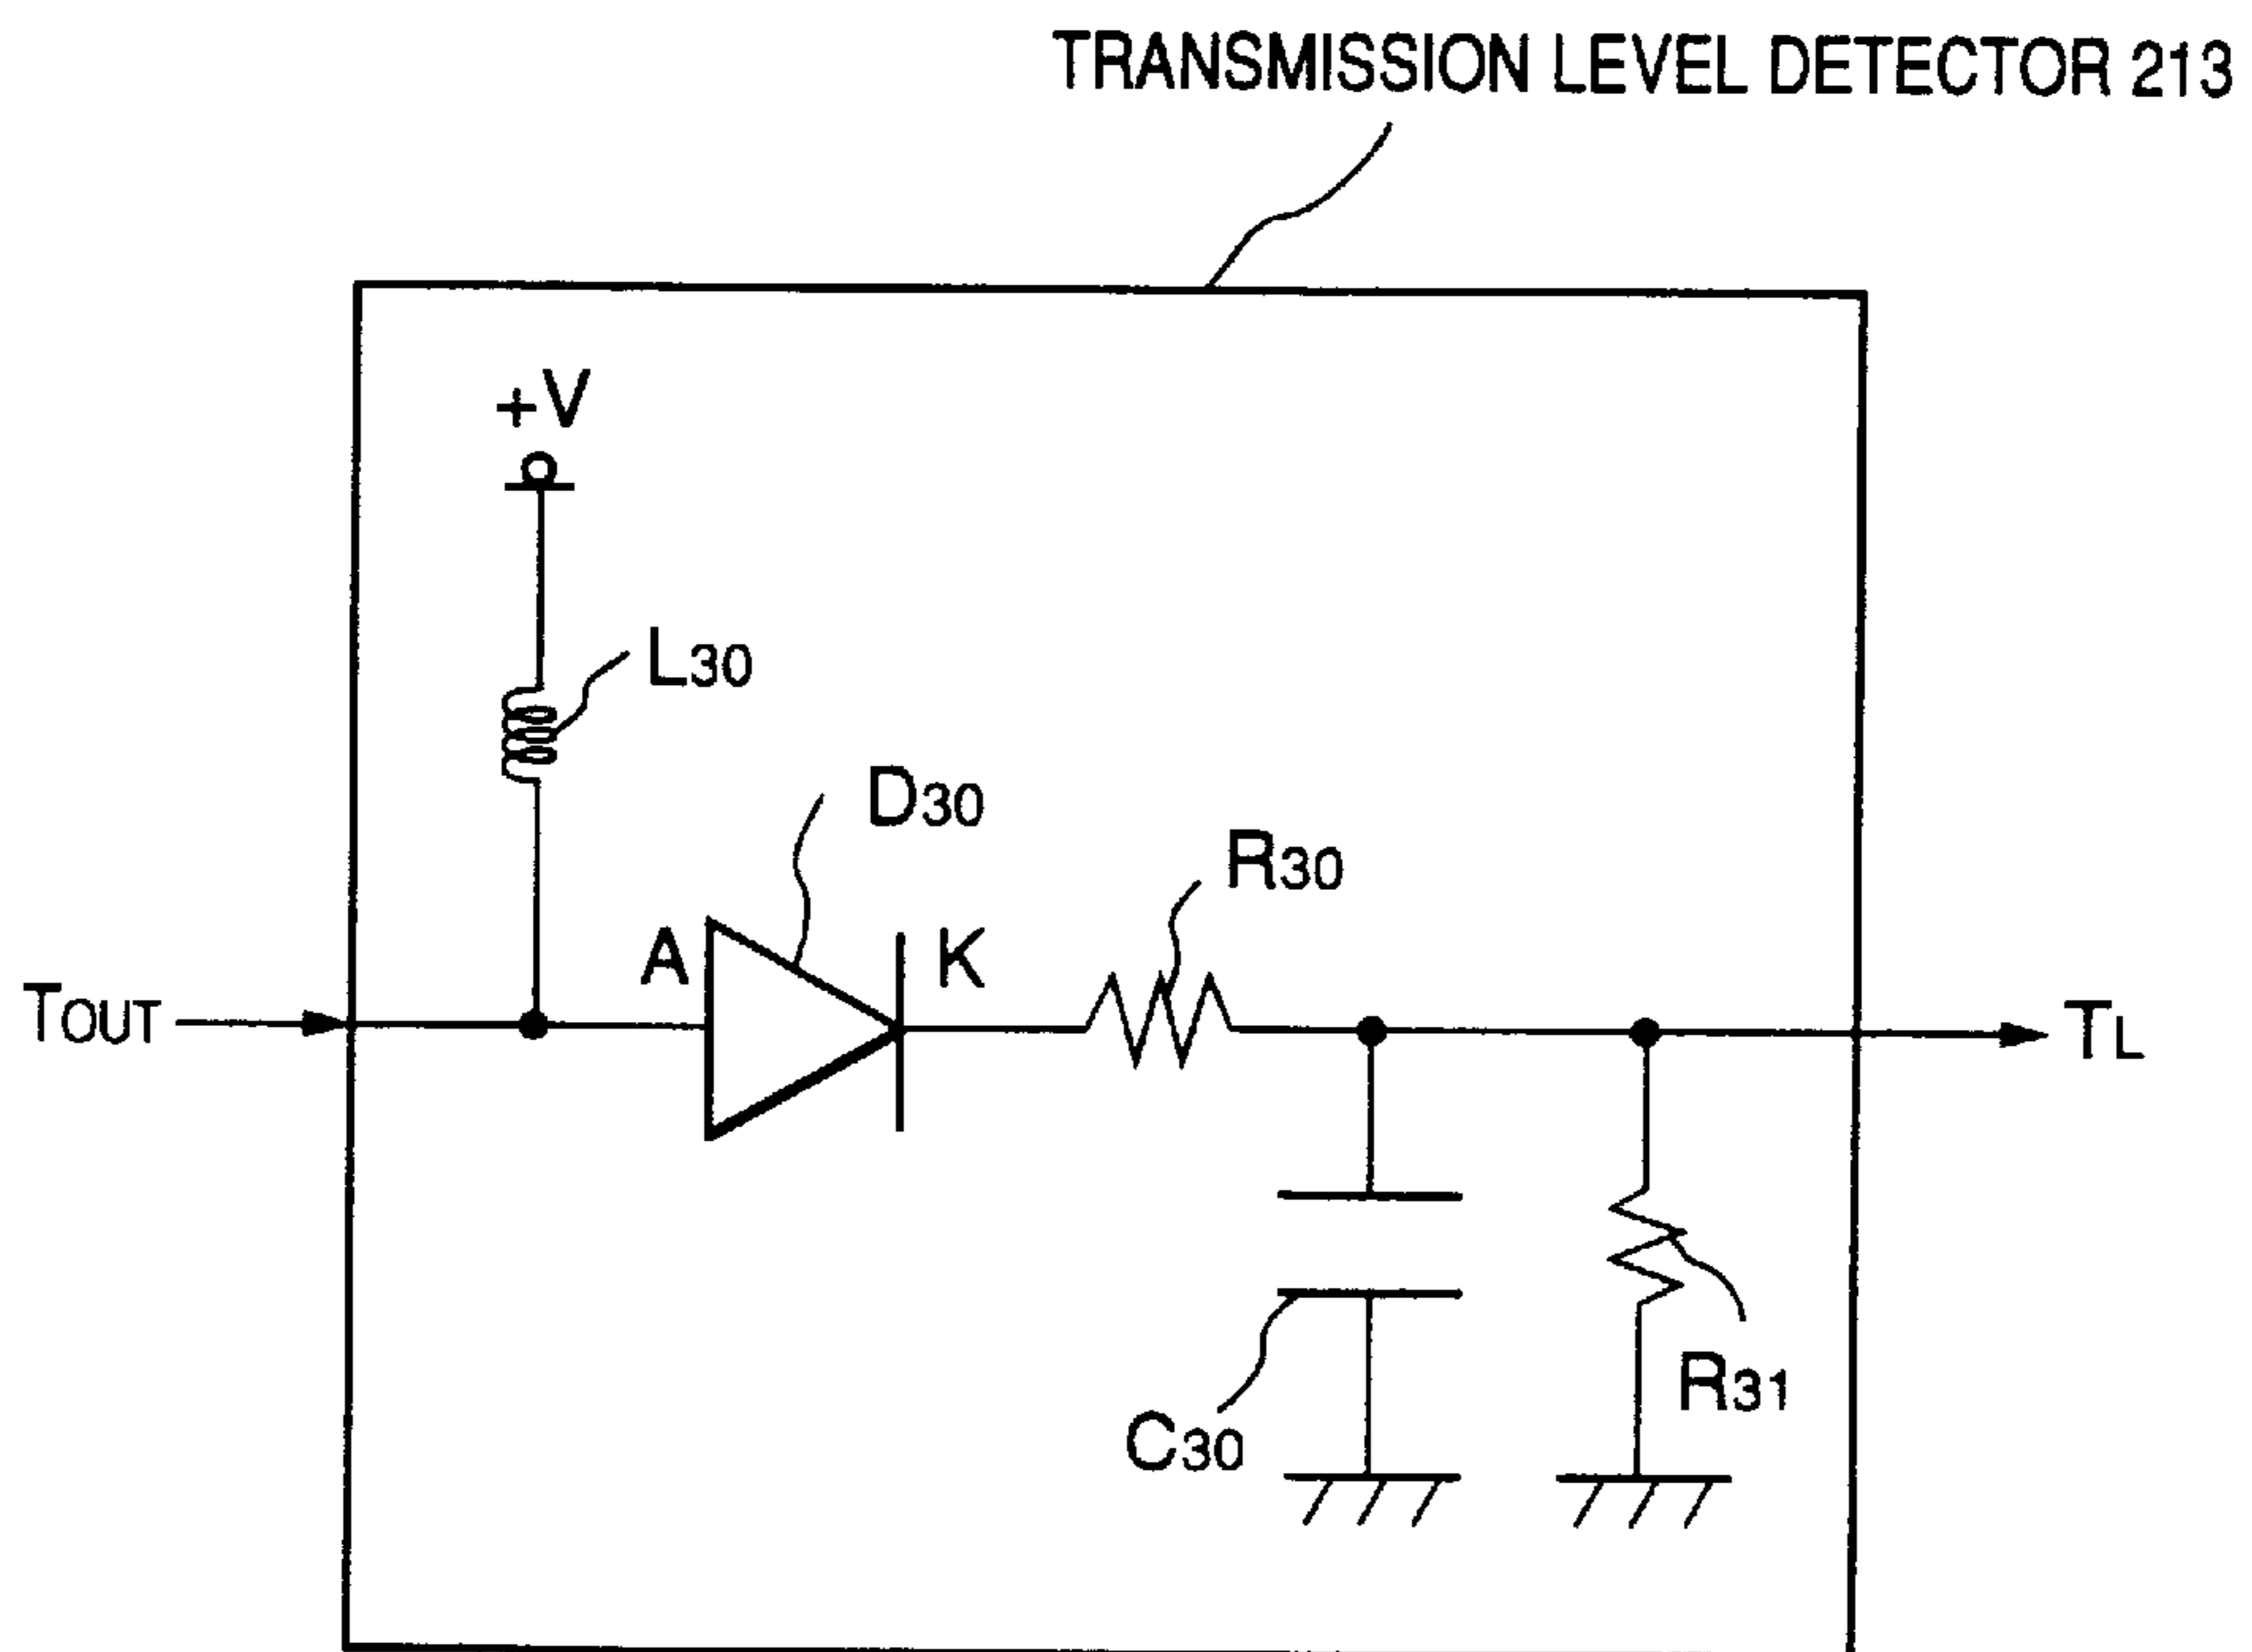 TRANSMISSION LEVEL DETECTOR 213
+V
L30
D30
R30
A
K
TOUT
TL
R31
C30